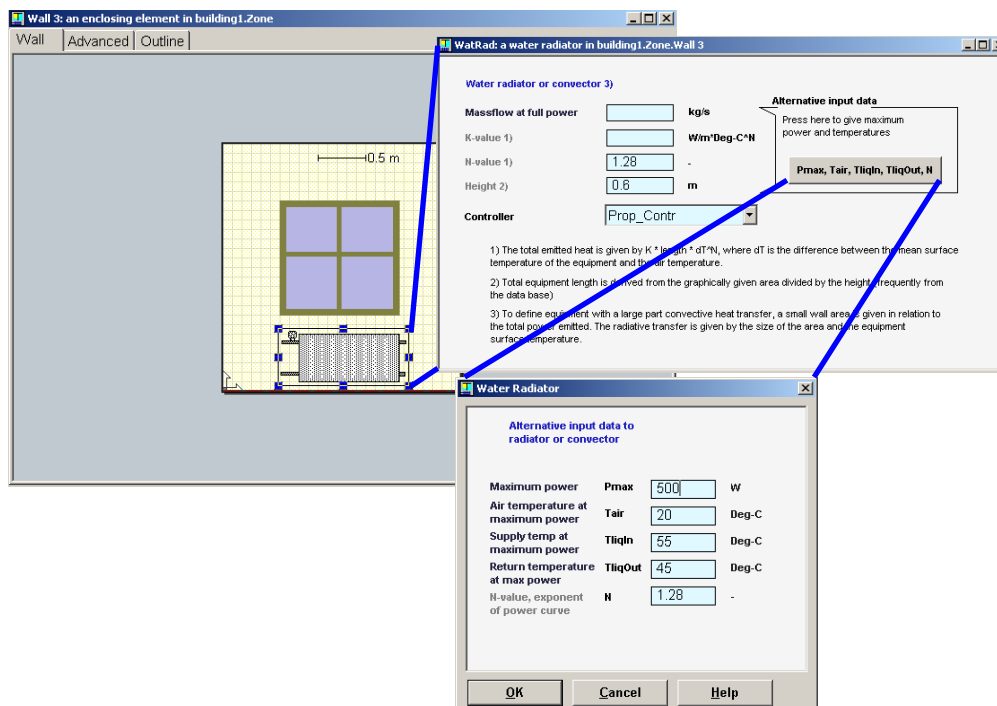 Wall 3: an enclosing element in building1.Zone
Wall Advanced Outline
0.5 m
WatRad: a water radiator in building1.Zone.Wall 3
Water radiator or convector 3)
Massflow at full power kg/s
K-value 1) W/m*Deg-C^N
N-value 1) 1.28 -
Height 2) 0.6 m
Controller Prop_Contr
Alternative input data
Press here to give maximum
power and temperatures
Pmax, Tair, TliqIn, TliqOut, N
1) The total emitted heat is given by K * length * dT^N, where dT is the difference between the mean surface
temperature of the equipment and the air temperature.
2) Total equipment length is derived from the graphically given area divided by the height (frequently from
the data base)
3) To define equipment with a large part convective heat transfer, a small wall area is given in relation to
the total power emitted. The radiative transfer is given by the size of the area and the equipment
surface temperature.
Water Radiator
Alternative input data to
radiator or convector
Maximum power Pmax 500 W
Air temperature at
maximum power Tair 20 Deg-C
Supply temp at
maximum power TliqIn 55 Deg-C
Return temperature
at max power TliqOut 45 Deg-C
N-value, exponent
of power curve N 1.28 -
OK Cancel Help